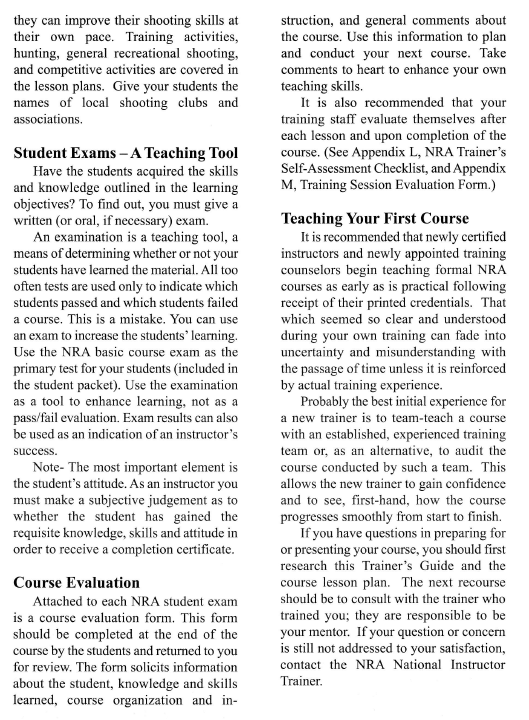 they can improve their shooting skills at
their own pace. Training activities,
hunting, general recreational shooting,
and competitive activities are covered in
the lesson plans. Give your students the
names of local shooting clubs and
associations.
Student Exams – A Teaching Tool
Have the students acquired the skills
and knowledge outlined in the learning
objectives? To find out, you must give a
written (or oral, if necessary) exam.
An examination is a teaching tool, a
means of determining whether or not your
students have learned the material. All too
often tests are used only to indicate which
students passed and which students failed
a course. This is a mistake. You can use
an exam to increase the students' learning.
Use the NRA basic course exam as the
primary test for your students (included in
the student packet). Use the examination
as a tool to enhance learning, not as a
pass/fail evaluation. Exam results can also
be used as an indication of an instructor's
success.
Note- The most important element is
the student's attitude. As an instructor you
must make a subjective judgement as to
whether the student has gained the
requisite knowledge, skills and attitude in
order to receive a completion certificate.
Course Evaluation
Attached to each NRA student exam
is a course evaluation form. This form
should be completed at the end of the
course by the students and returned to you
for review. The form solicits information
about the student, knowledge and skills
learned, course organization and in-
struction, and general comments about
the course. Use this information to plan
and conduct your next course. Take
comments to heart to enhance your own
teaching skills.
It is also recommended that your
training staff evaluate themselves after
each lesson and upon completion of the
course. (See Appendix L, NRA Trainer's
Self-Assessment Checklist, and Appendix
M, Training Session Evaluation Form.)
Teaching Your First Course
It is recommended that newly certified
instructors and newly appointed training
counselors begin teaching formal NRA
courses as early as is practical following
receipt of their printed credentials. That
which seemed so clear and understood
during your own training can fade into
uncertainty and misunderstanding with
the passage of time unless it is reinforced
by actual training experience.
Probably the best initial experience for
a new trainer is to team-teach a course
with an established, experienced training
team or, as an alternative, to audit the
course conducted by such a team. This
allows the new trainer to gain confidence
and to see, first-hand, how the course
progresses smoothly from start to finish.
If you have questions in preparing for
or presenting your course, you should first
research this Trainer's Guide and the
course lesson plan. The next recourse
should be to consult with the trainer who
trained you; they are responsible to be
your mentor. If your question or concern
is still not addressed to your satisfaction,
contact the NRA National Instructor
Trainer.